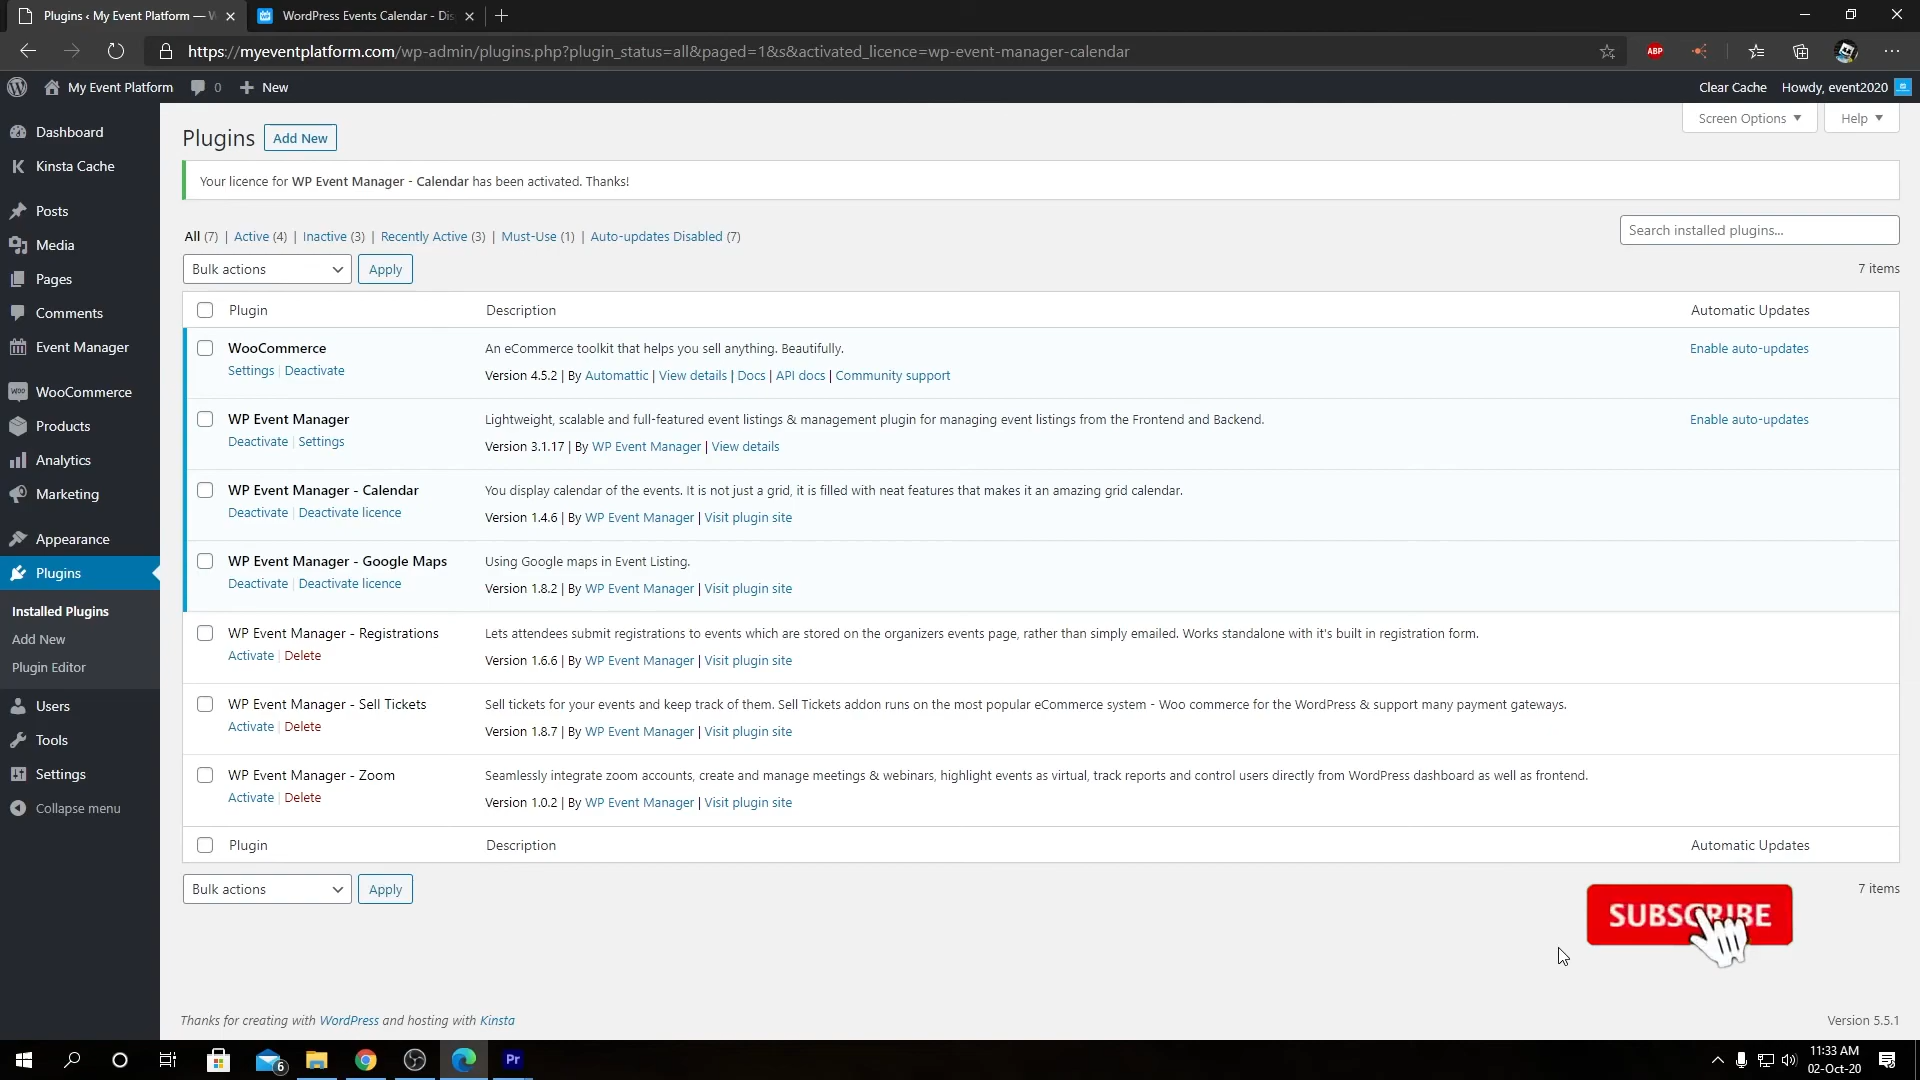 Plugins ‹ My Event Platform — W
WordPress Events Calendar - Dis
https://myeventplatform.com/wp-admin/plugins.php?plugin_status=all&paged=1&s&activated_licence=wp-event-manager-calendar
ABP
My Event Platform 0 New
Clear Cache Howdy, event2020
Dashboard
Kinsta Cache
Posts
Media
Pages
Comments
Event Manager
WooCommerce
Products
Analytics
Marketing
Appearance
Plugins
Installed Plugins
Add New
Plugin Editor
Users
Tools
Settings
Collapse menu
Plugins Add New
Screen Options Help
Your licence for WP Event Manager - Calendar has been activated. Thanks!
All (7) | Active (4) | Inactive (3) | Recently Active (3) | Must-Use (1) | Auto-updates Disabled (7)
Search installed plugins...
Bulk actions Apply
7 items
Plugin Description Automatic Updates
WooCommerce An eCommerce toolkit that helps you sell anything. Beautifully. Enable auto-updates
Settings | Deactivate Version 4.5.2 | By Automattic | View details | Docs | API docs | Community support
WP Event Manager Lightweight, scalable and full-featured event listings & management plugin for managing event listings from the Frontend and Backend. Enable auto-updates
Deactivate | Settings Version 3.1.17 | By WP Event Manager | View details
WP Event Manager - Calendar You display calendar of the events. It is not just a grid, it is filled with neat features that makes it an amazing grid calendar.
Deactivate | Deactivate licence Version 1.4.6 | By WP Event Manager | Visit plugin site
WP Event Manager - Google Maps Using Google maps in Event Listing.
Deactivate | Deactivate licence Version 1.8.2 | By WP Event Manager | Visit plugin site
WP Event Manager - Registrations Lets attendees submit registrations to events which are stored on the organizers events page, rather than simply emailed. Works standalone with it's built in registration form.
Activate | Delete Version 1.6.6 | By WP Event Manager | Visit plugin site
WP Event Manager - Sell Tickets Sell tickets for your events and keep track of them. Sell Tickets addon runs on the most popular eCommerce system - Woo commerce for the WordPress & support many payment gateways.
Activate | Delete Version 1.8.7 | By WP Event Manager | Visit plugin site
WP Event Manager - Zoom Seamlessly integrate zoom accounts, create and manage meetings & webinars, highlight events as virtual, track reports and control users directly from WordPress dashboard as well as frontend.
Activate | Delete Version 1.0.2 | By WP Event Manager | Visit plugin site
Plugin Description Automatic Updates
Bulk actions Apply
7 items
SUBSCRIBE
Thanks for creating with WordPress and hosting with Kinsta
Version 5.5.1
6
Pr
11:33 AM
02-Oct-20